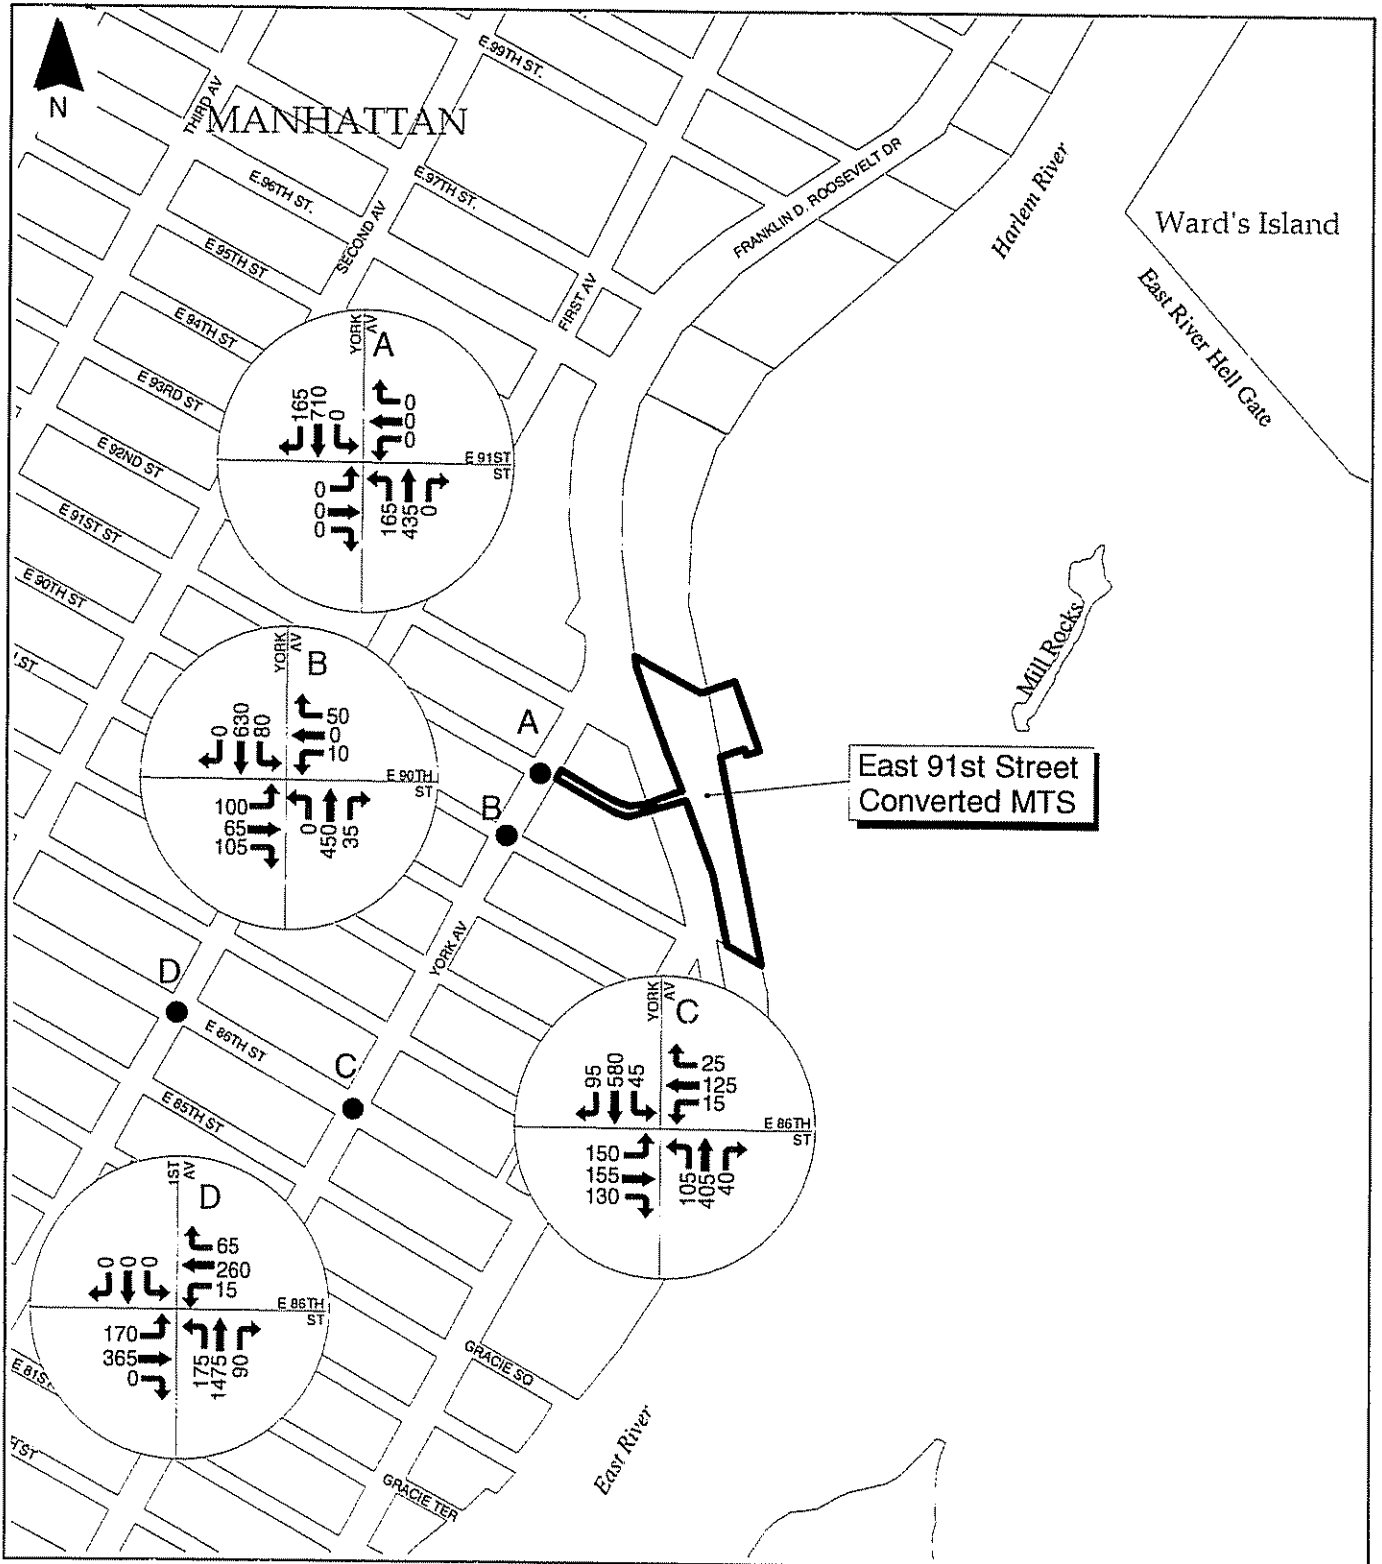 N
MANHATTAN
THIRD AV
E.99TH ST.
E.97TH ST.
E.96TH ST.
SECOND AV
E 95TH ST
E 94TH ST
E 93RD ST
E 92ND ST
E 91ST ST
E 90TH ST
FIRST AV
FRANKLIN D. ROOSEVELT DR
Harlem River
Ward's Island
East River Hell Gate
Mill Rocks
East 91st Street
Converted MTS
YORK
AV
A
165
710
0
0
0
0
E 91ST
ST
0
0
0
165
435
0
YORK
AV
B
0
630
80
50
0
10
E 90TH
ST
100
65
105
0
450
35
A
B
YORK AV
D
E 86TH ST
C
E 85TH ST
YORK
AV
C
95
580
45
25
125
15
E 86TH
ST
150
155
130
105
405
40
1ST
AV
D
0
0
0
65
260
15
E 86TH
ST
170
365
0
175
1475
90
E 81ST
GRACIE SQ
GRACIE TER
East River